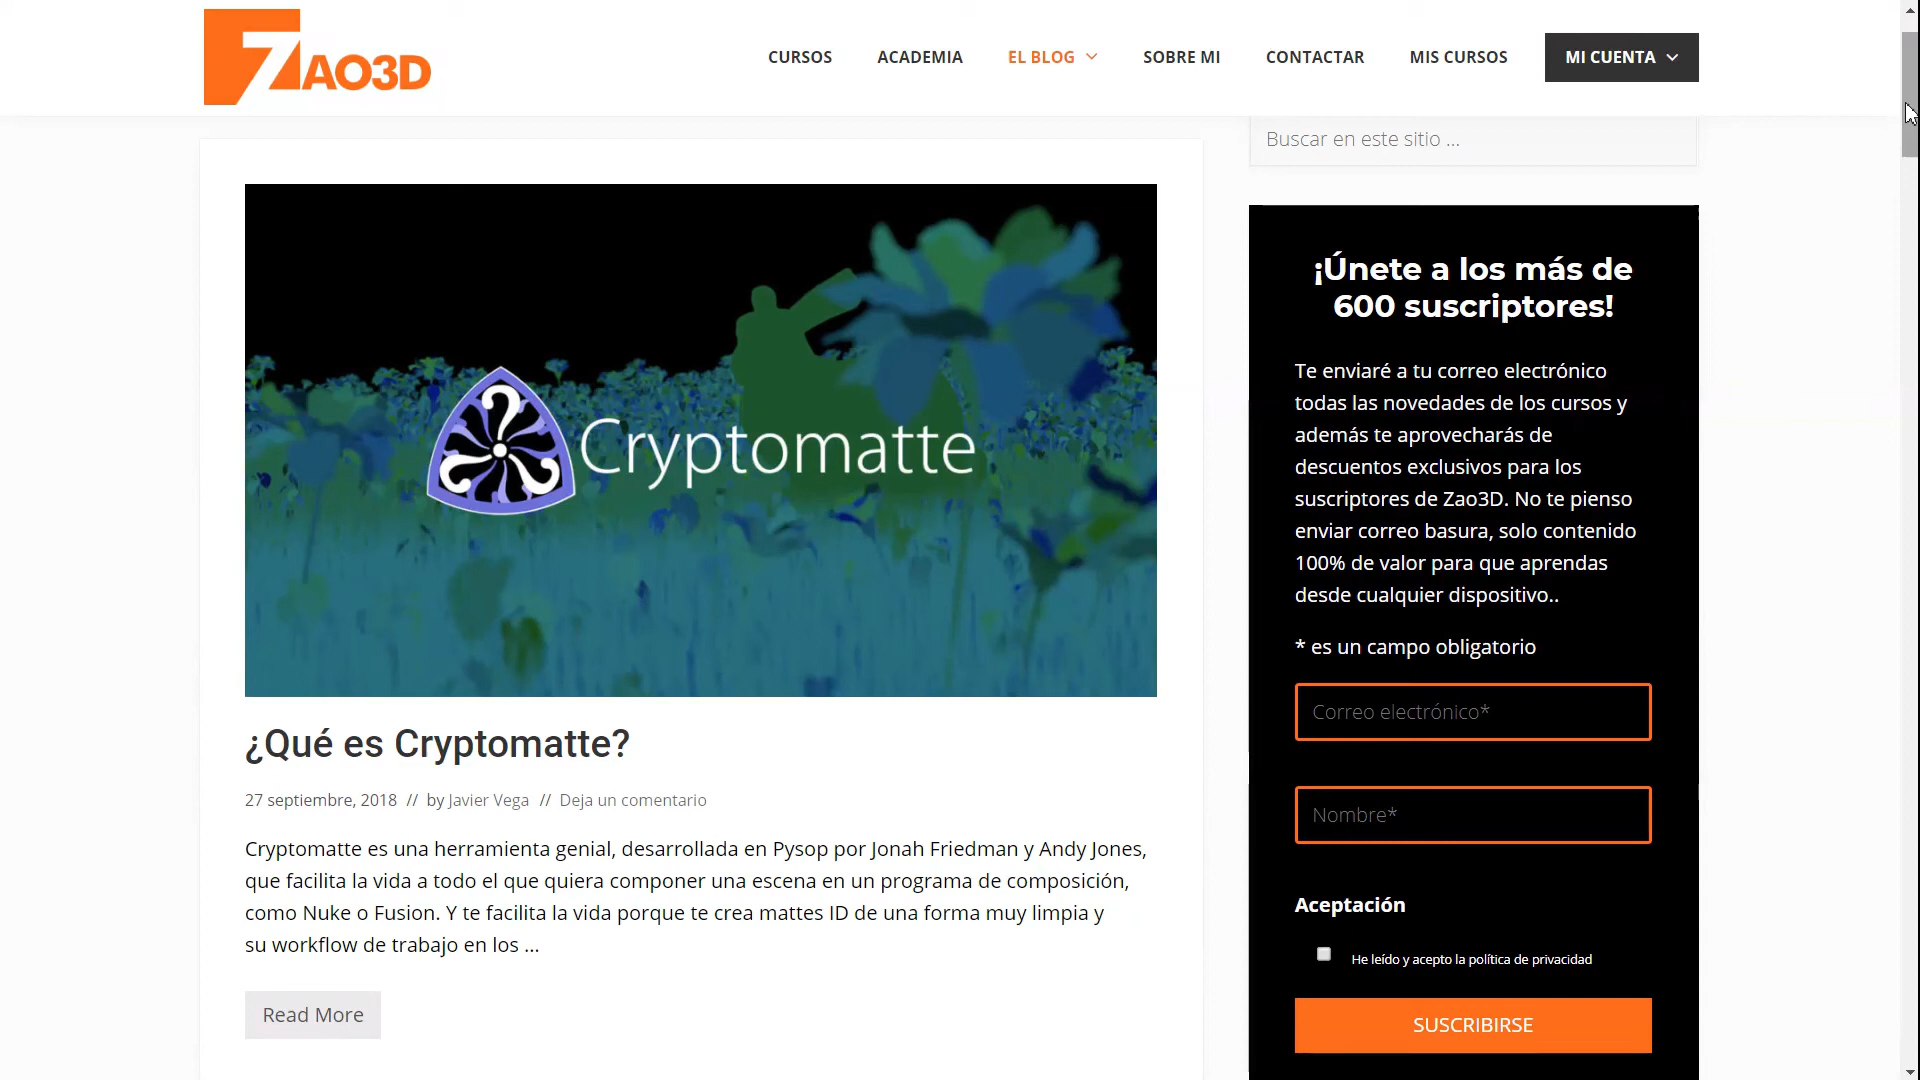 ZAO3D
CURSOS
ACADEMIA
EL BLOG
SOBRE MI
CONTACTAR
MIS CURSOS
MI CUENTA
Buscar en este sitio ...
Cryptomatte
¿Qué es Cryptomatte?
27 septiembre, 2018 // by Javier Vega // Deja un comentario
Cryptomatte es una herramienta genial, desarrollada en Pysop por Jonah Friedman y Andy Jones,
que facilita la vida a todo el que quiera componer una escena en un programa de composición,
como Nuke o Fusion. Y te facilita la vida porque te crea mattes ID de una forma muy limpia y
su workflow de trabajo en los ...
Read More
¡Únete a los más de
600 suscriptores!
Te enviaré a tu correo electrónico
todas las novedades de los cursos y
además te aprovecharás de
descuentos exclusivos para los
suscriptores de Zao3D. No te pienso
enviar correo basura, solo contenido
100% de valor para que aprendas
desde cualquier dispositivo..
* es un campo obligatorio
Correo electrónico*
Nombre*
Aceptación
He leído y acepto la política de privacidad
SUSCRIBIRSE